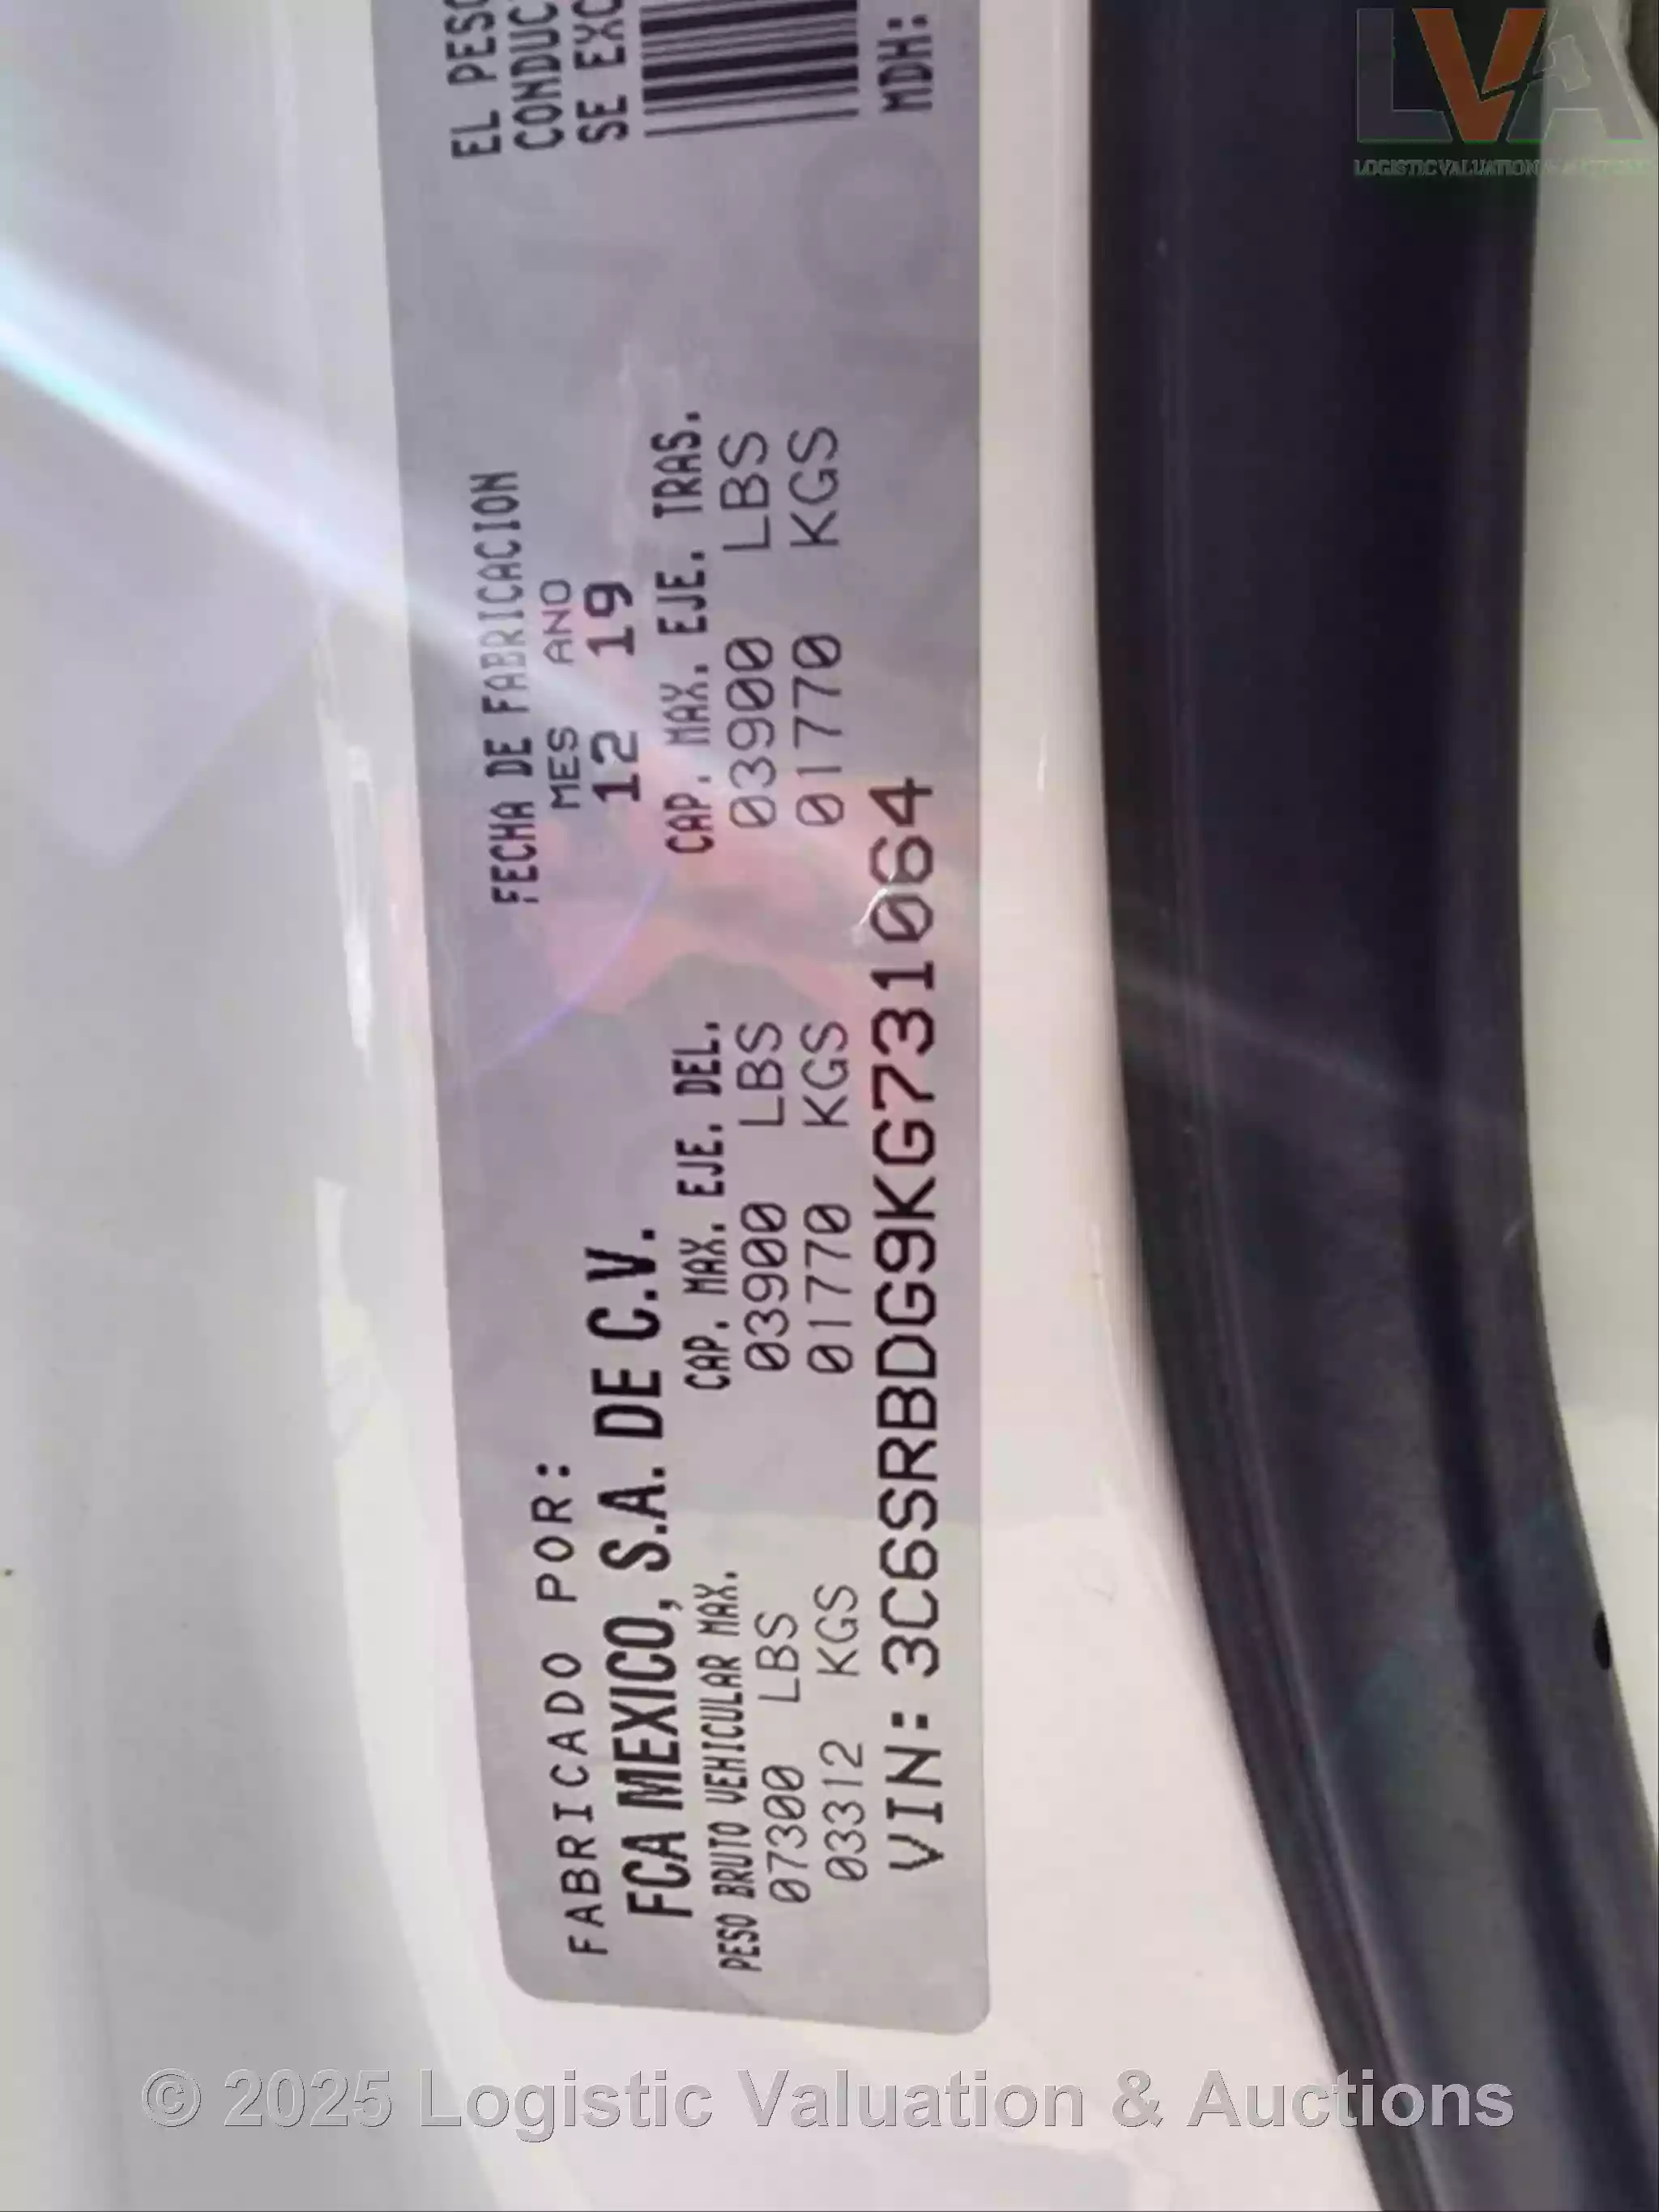 FABRICADO POR:
FCA MEXICO, S.A. DE C.V.
FECHA DE FABRICACION
MES ANO
12 19
PESO BRUTO VEHICULAR MAX.
07300 LBS
03312 KGS
CAP. MAX. EJE. DEL.
03900 LBS
01770 KGS
CAP. MAX. EJE. TRAS.
03900 LBS
01770 KGS
VIN: 3C6SRBDG9KG731064
EL PESO
CONDUC
SE EXC
MDH:
LVA
LOGISTIC VALUATION & AUCTIONS
© 2025 Logistic Valuation & Auctions